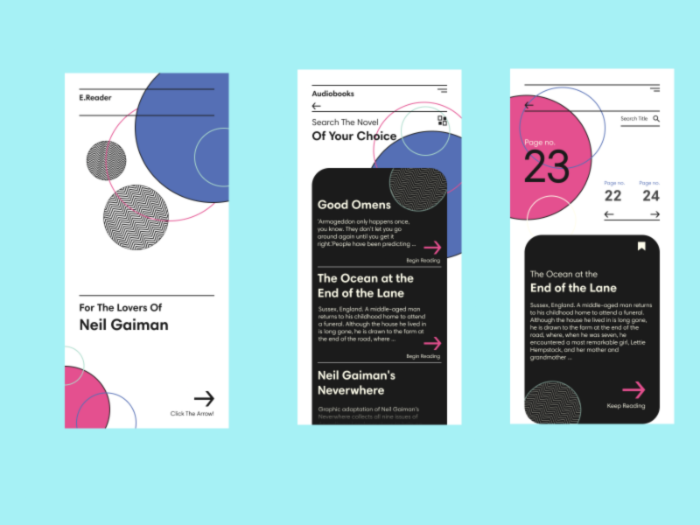 E.Reader
For The Lovers Of
Neil Gaiman
Click The Arrow!
Audiobooks
Search The Novel
Of Your Choice
Good Omens
'Armageddon only happens once,
you know. They don't let you go
around again until you get it
right.'People have been predicting ...
Begin Reading
The Ocean at the
End of the Lane
Sussex, England. A middle-aged man
returns to his childhood home to attend
a funeral. Although the house he lived in
is long gone, he is drawn to the farm at the
end of the road, where ...
Begin Reading
Neil Gaiman's
Neverwhere
Graphic adaptation of Neil Gaiman's
Neverwhere collects all nine issues of
Search Title
Page no.
23
Page no.
22
Page no.
24
The Ocean at the
End of the Lane
Sussex, England. A middle-aged man returns
to his childhood home to attend a funeral.
Although the house he lived in is long gone,
he is drawn to the farm at the end of the
road, where, when he was seven, he
encountered a most remarkable girl, Lettie
Hempstock, and her mother and
grandmother ...
Keep Reading